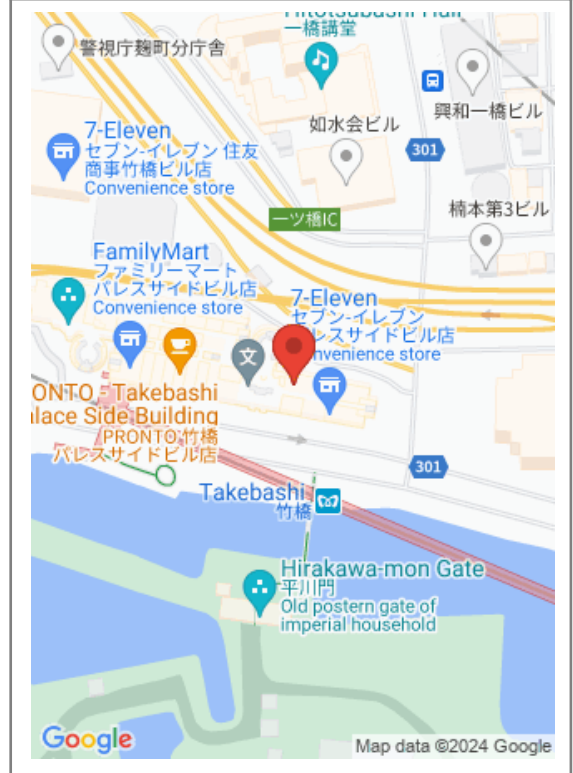 Hitotsubashi Hall
一橋講堂
警視庁麹町分庁舎
興和一橋ビル
7-Eleven
セブン-イレブン 住友
商事竹橋ビル店
Convenience store
如水会ビル
301
楠本第3ビル
一ツ橋IC
FamilyMart
ファミリーマート
パレスサイドビル店
Convenience store
7-Eleven
セブン-イレブン
パレスサイドビル店
Convenience store
文
ONTO - Takebashi
lace Side Building
PRONTO 竹橋
パレスサイドビル店
301
Takebashi
竹橋
Hirakawa-mon Gate
平川門
Old postern gate of
imperial household
Google
Map data ©2024 Google